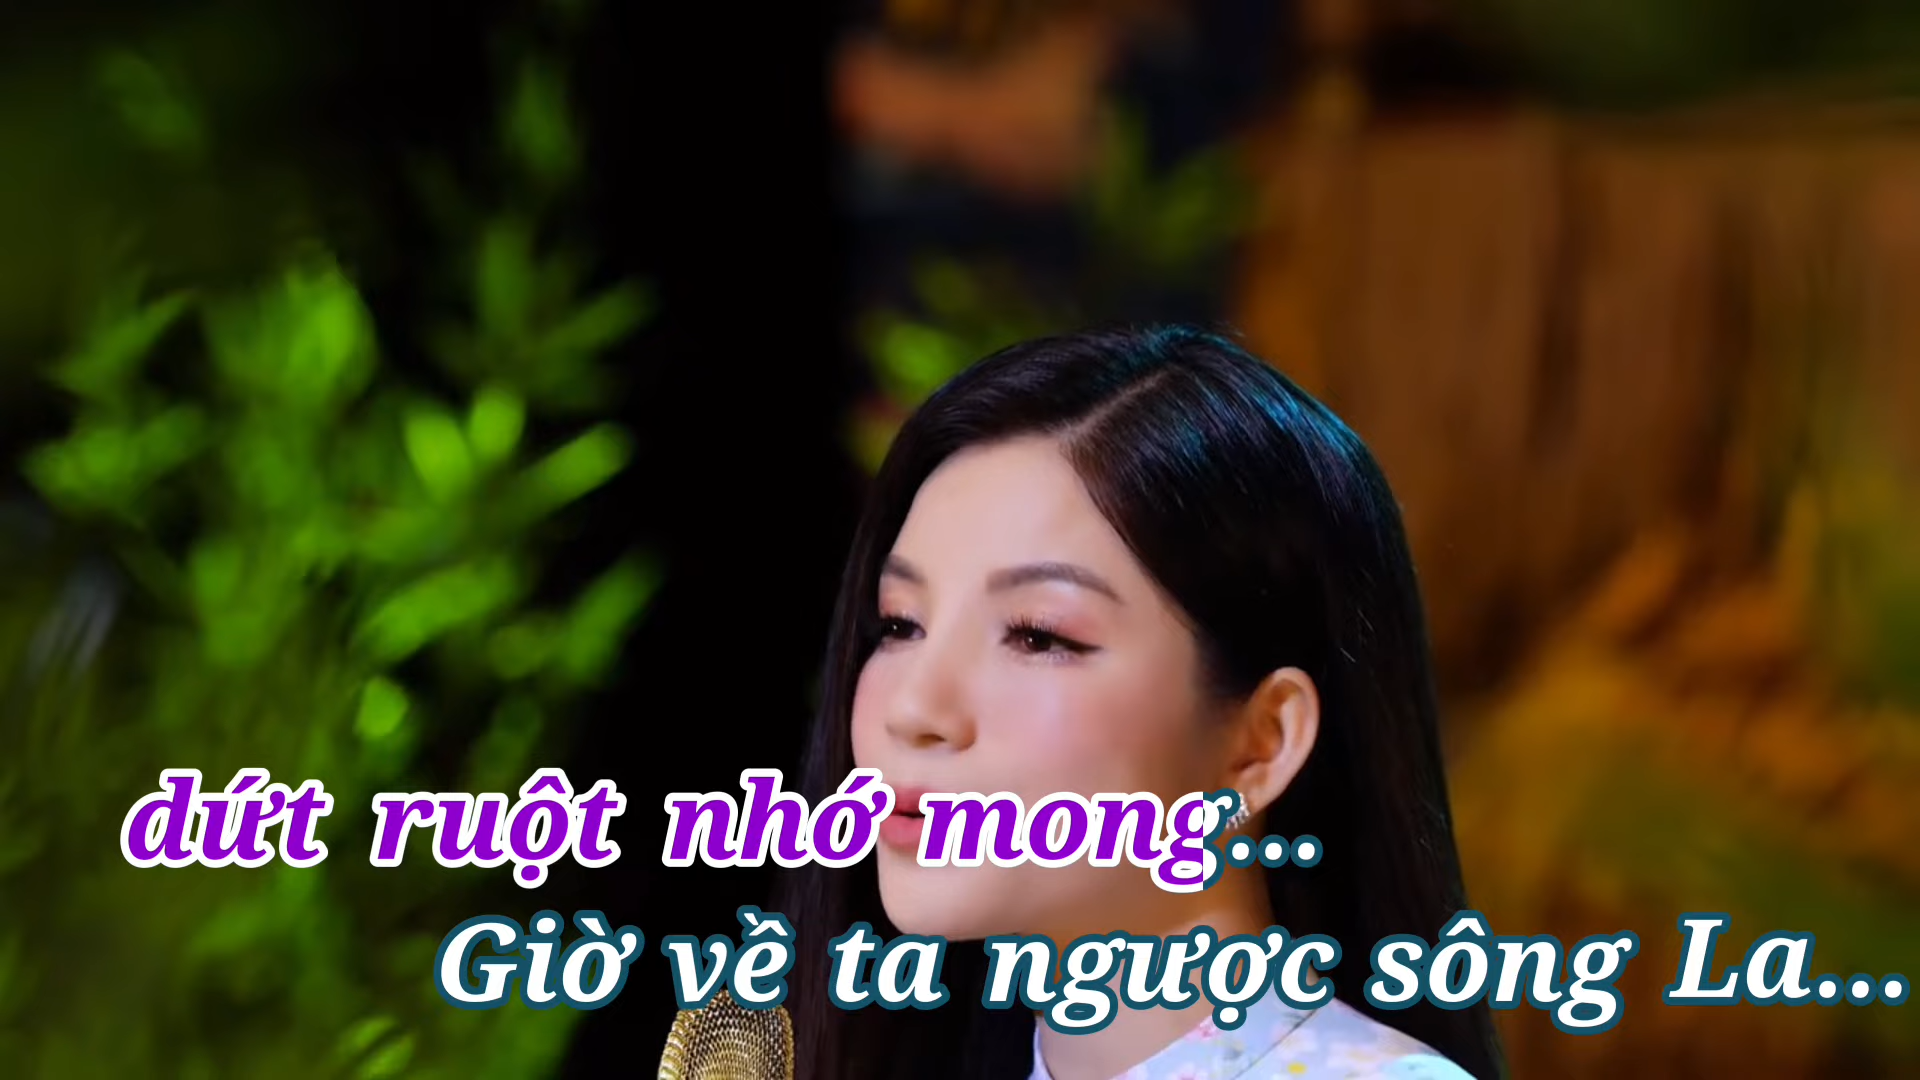 dứt ruột nhớ mong...
Giờ về ta ngược sông La...